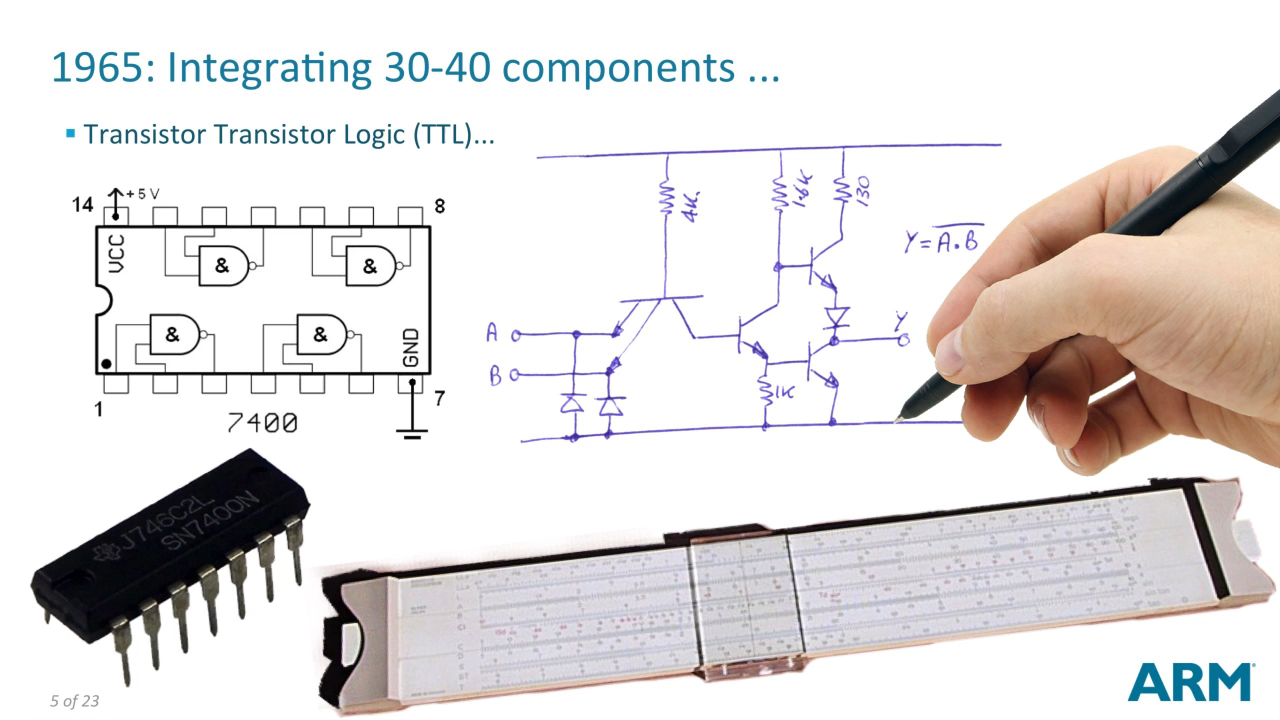 1965: Integrating 30-40 components ...
▪ Transistor Transistor Logic (TTL)...
14 +5 V 8
VCC
& &
& &
GND
1 7
7400
4K
1.6K
130
Y = A.B
A
B
Y
1K
J746C2L
SN7400N
5 of 23
ARM